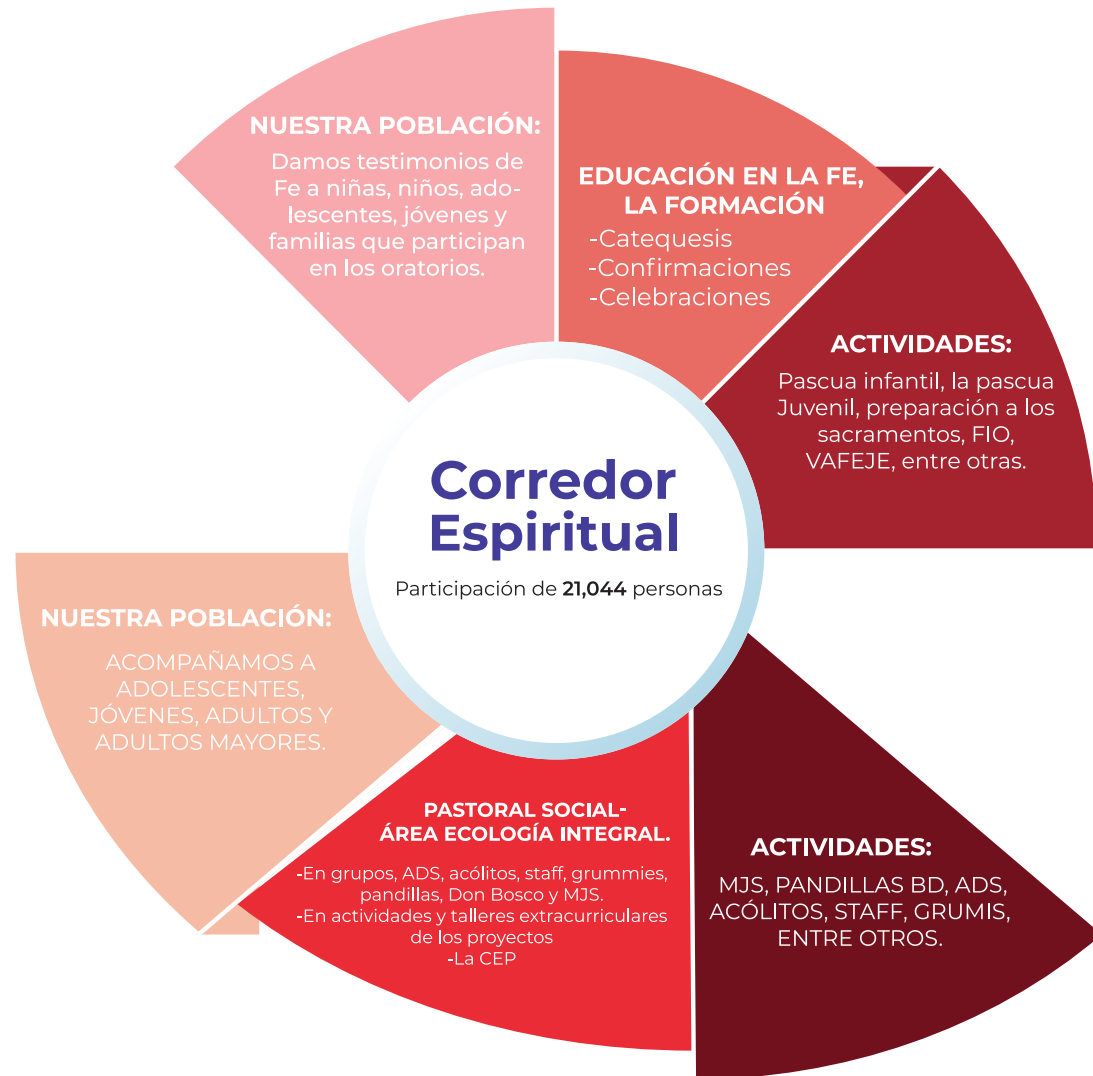 NUESTRA POBLACIÓN:
Damos testimonios de
Fe a niñas, niños, ado-
lescentes, jóvenes y
familias que participan
en los oratorios.
EDUCACIÓN EN LA FE,
LA FORMACIÓN
-Catequesis
-Confirmaciones
-Celebraciones
ACTIVIDADES:
Pascua infantil, la pascua
Juvenil, preparación a los
sacramentos, FIO,
VAFEJE, entre otras.
Corredor
Espiritual
Participación de 21,044 personas
NUESTRA POBLACIÓN:
ACOMPAÑAMOS A
ADOLESCENTES,
JÓVENES, ADULTOS Y
ADULTOS MAYORES.
PASTORAL SOCIAL-
ÁREA ECOLOGÍA INTEGRAL.
-En grupos, ADS, acólitos, staff, grummies,
pandillas, Don Bosco y MJS.
-En actividades y talleres extracurriculares
de los proyectos
-La CEP
ACTIVIDADES:
MJS, PANDILLAS BD, ADS,
ACÓLITOS, STAFF, GRUMIS,
ENTRE OTROS.